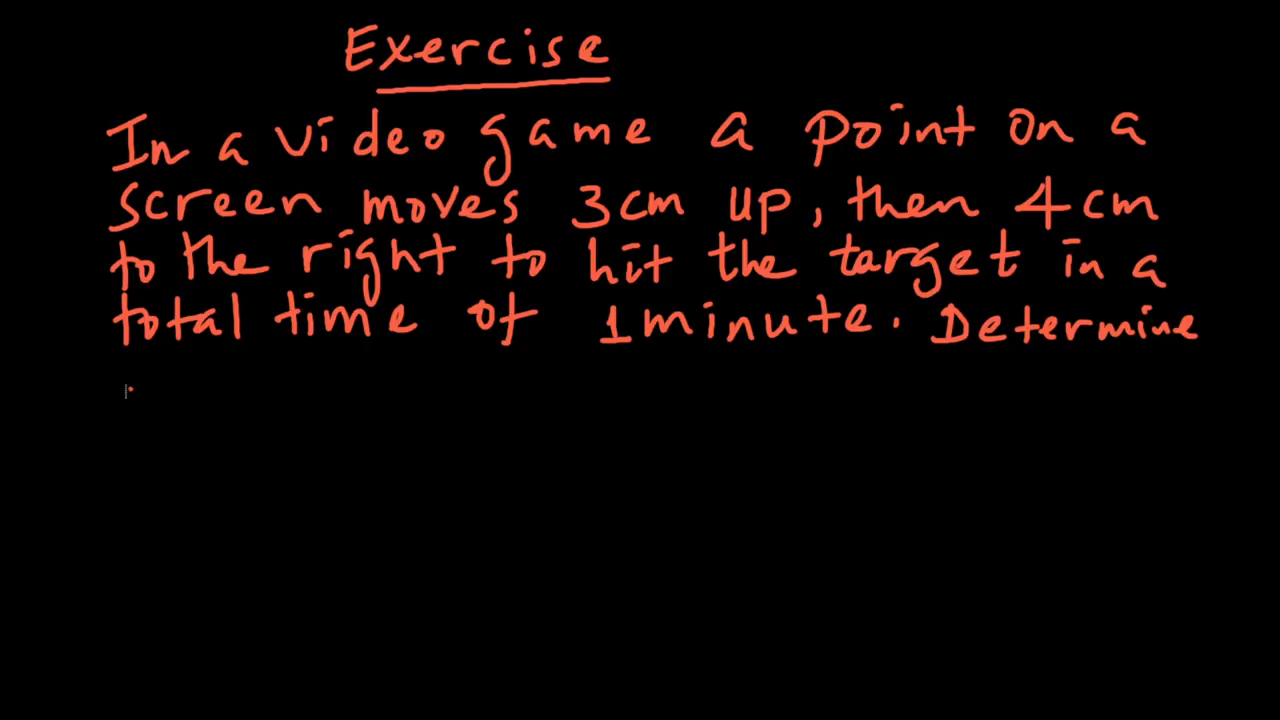 Exercise
In a video game a point on a
screen moves 3cm up, then 4cm
to the right to hit the target in a
total time of 1minute. Determine